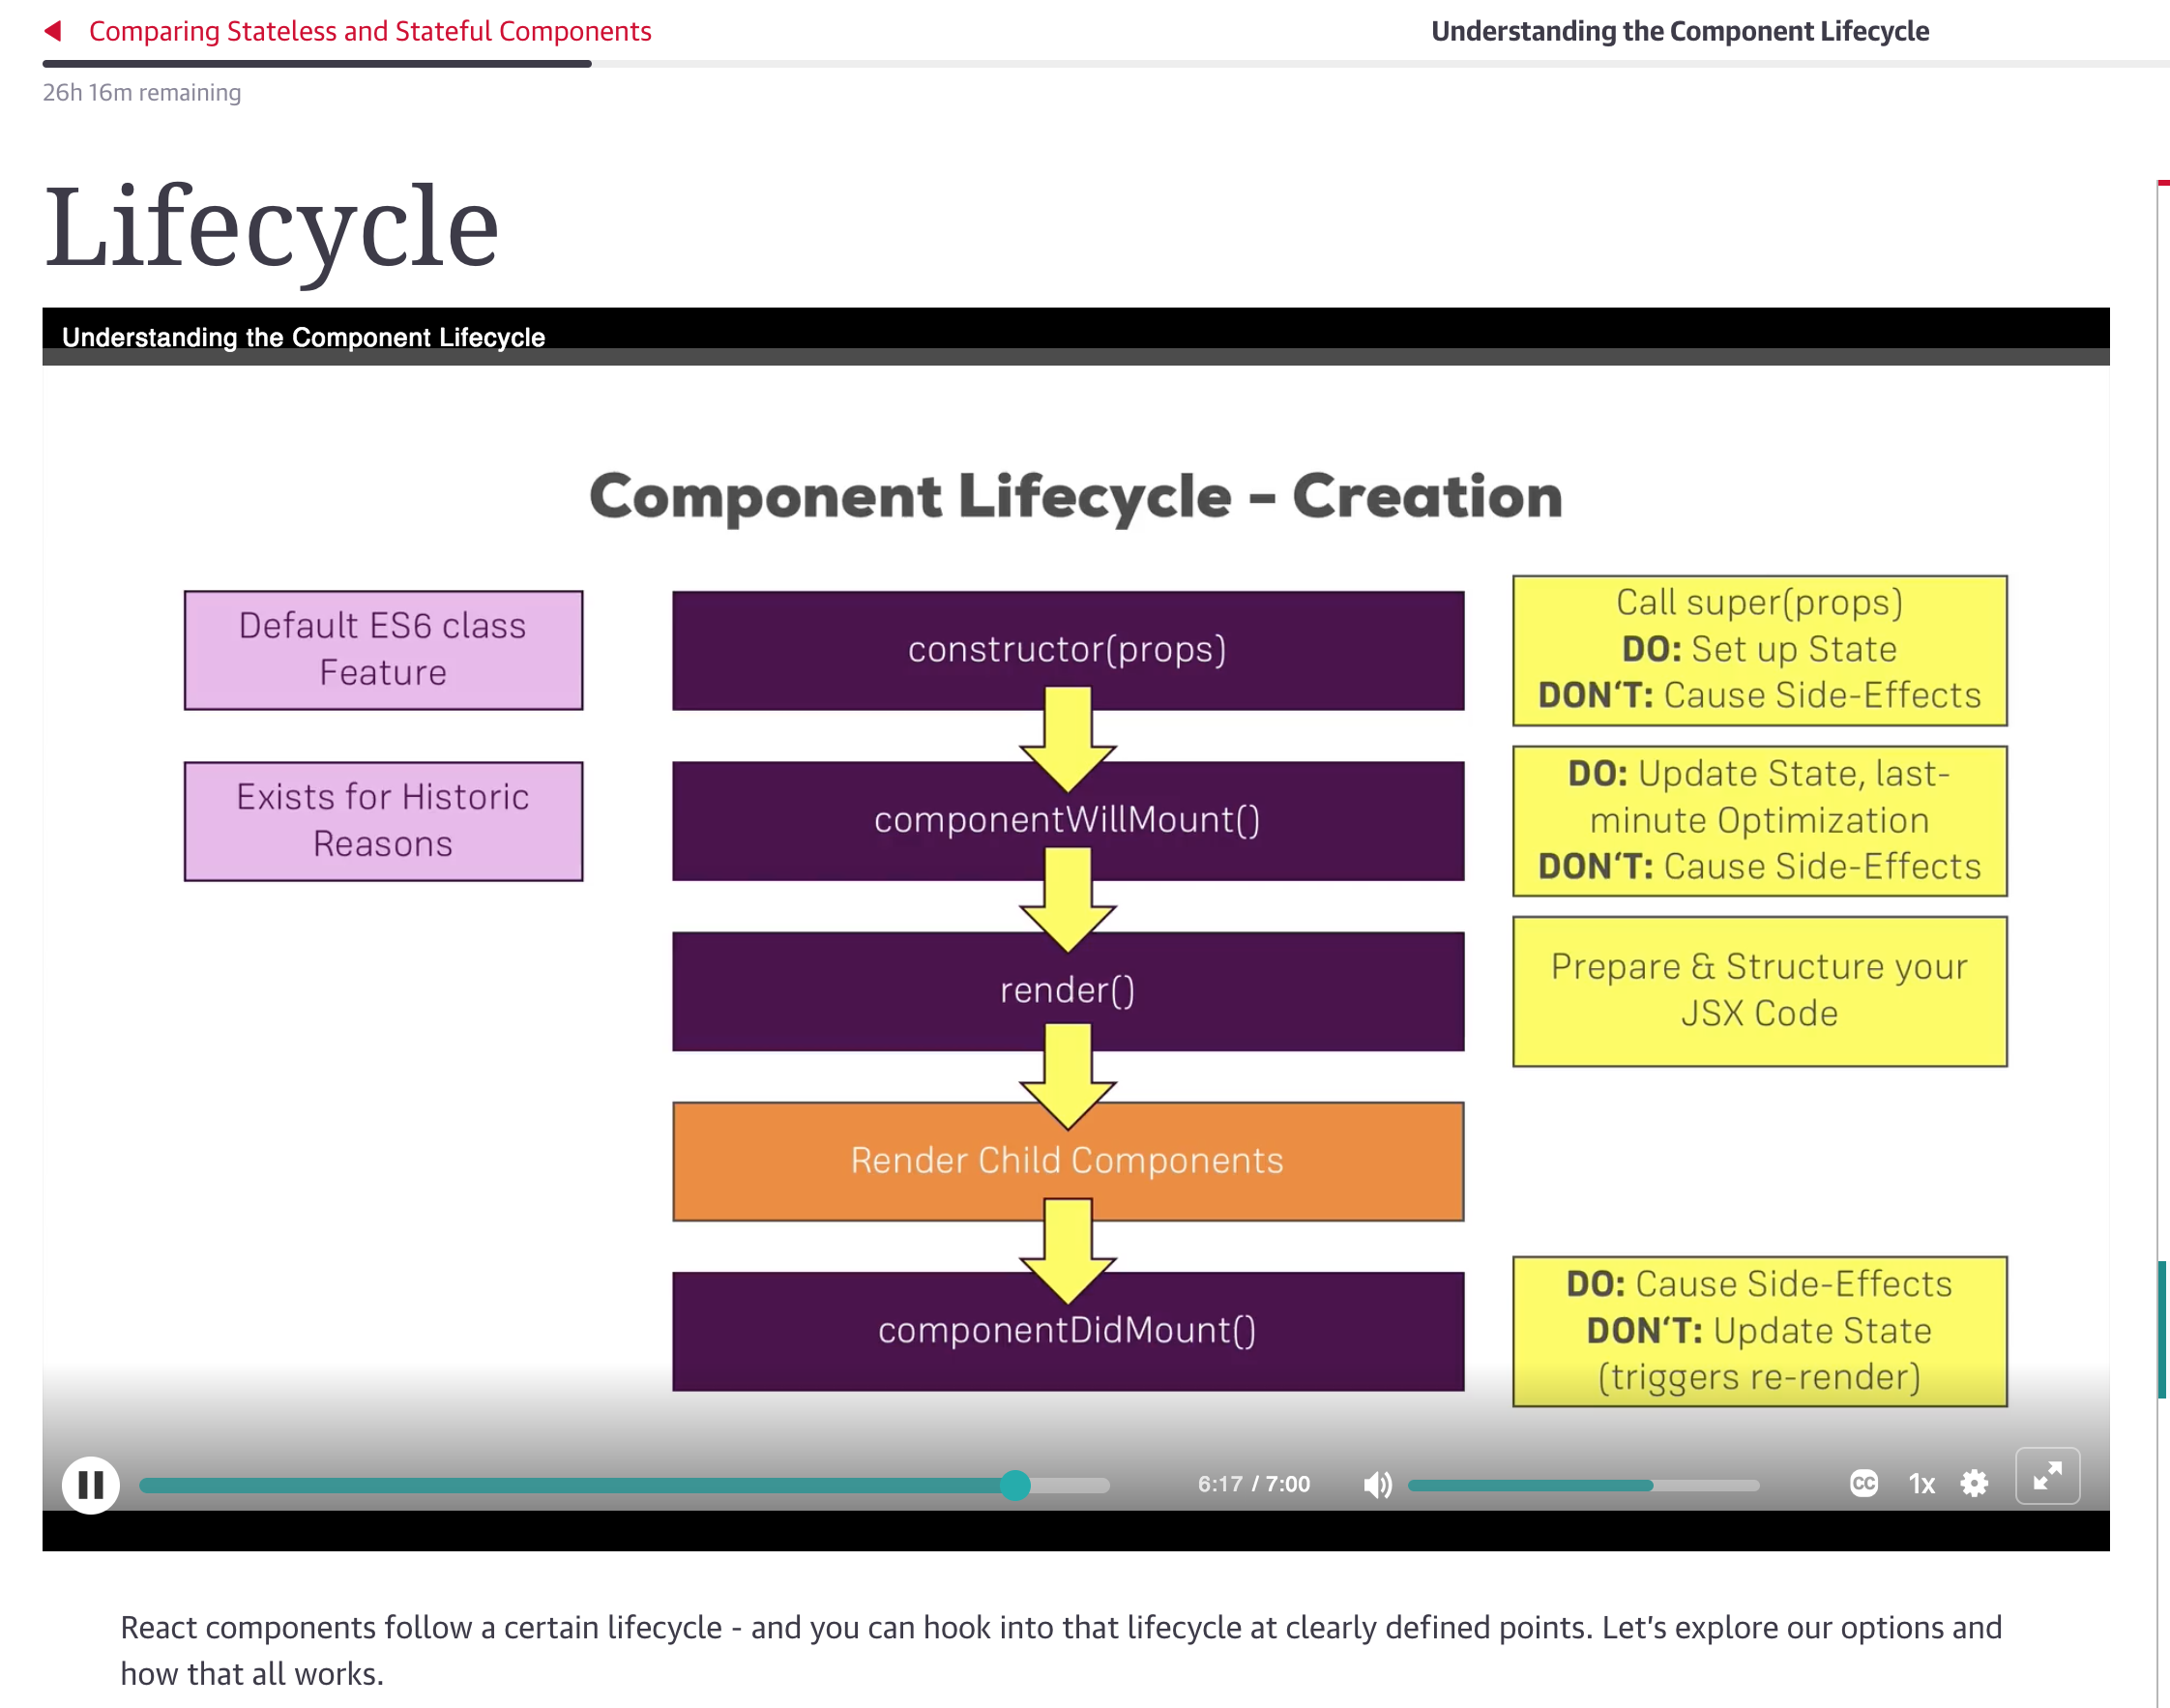 Comparing Stateless and Stateful Components
Understanding the Component Lifecycle
26h 16m remaining
Lifecycle
Understanding the Component Lifecycle
Component Lifecycle - Creation
Default ES6 class
Feature
constructor(props)
Call super(props)
DO: Set up State
DON‘T: Cause Side-Effects
Exists for Historic
Reasons
componentWillMount()
DO: Update State, last-
minute Optimization
DON‘T: Cause Side-Effects
render()
Prepare & Structure your
JSX Code
Render Child Components
componentDidMount()
DO: Cause Side-Effects
DON‘T: Update State
(triggers re-render)
6:17 / 7:00
CC
1x
React components follow a certain lifecycle - and you can hook into that lifecycle at clearly defined points. Let's explore our options and
how that all works.